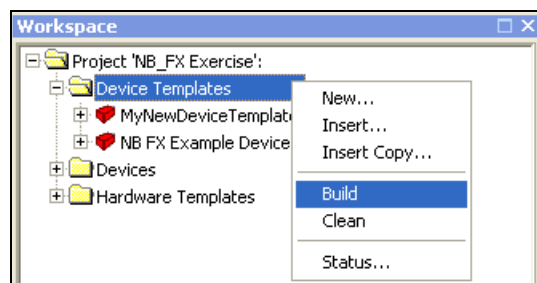 Workspace
Project 'NB_FX Exercise':
Device Templates
MyNewDeviceTemplat
NB FX Example Device
Devices
Hardware Templates
New...
Insert...
Insert Copy...
Build
Clean
Status...